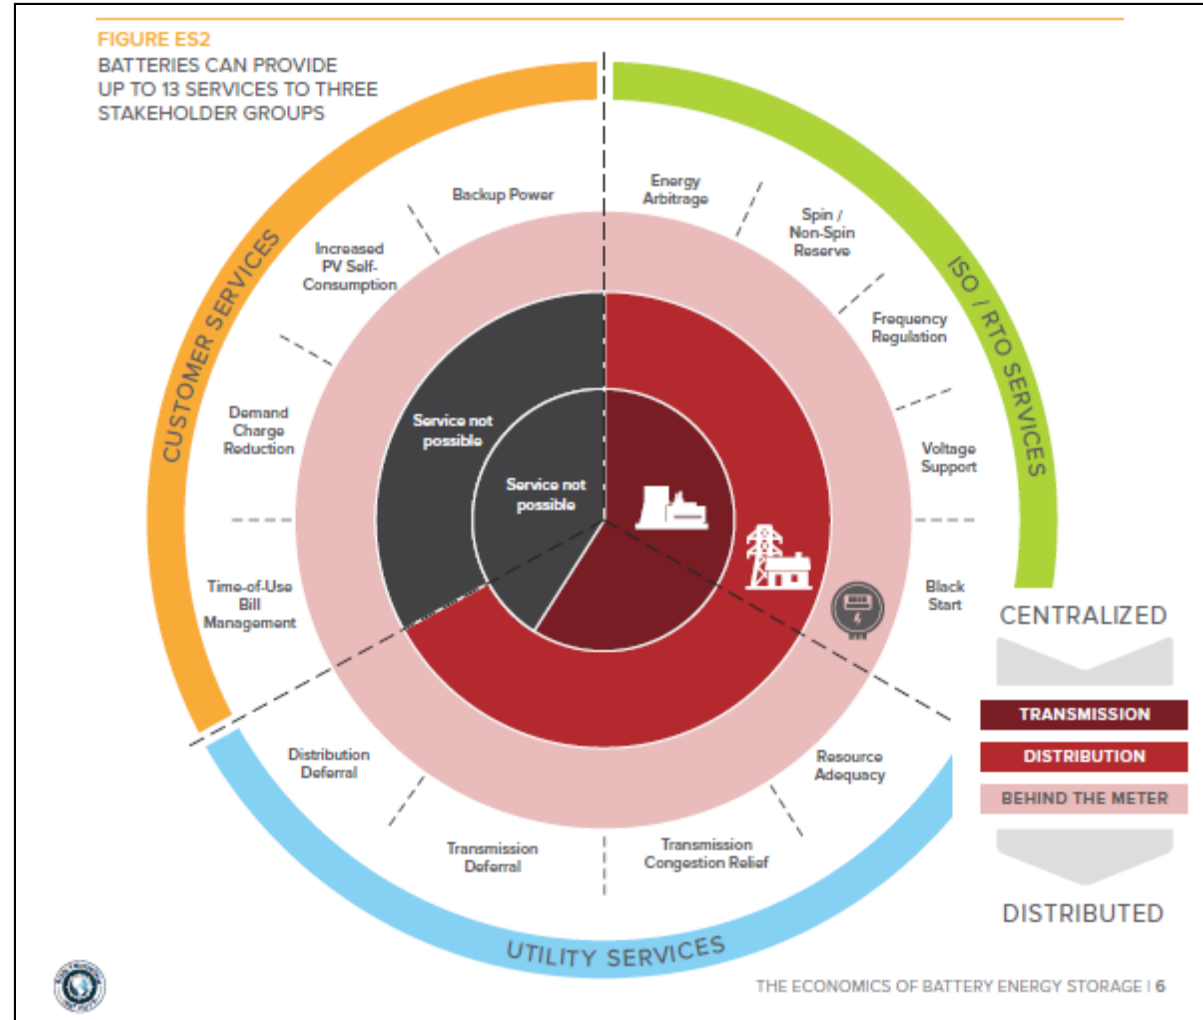 FIGURE ES2
BATTERIES CAN PROVIDE
UP TO 13 SERVICES TO THREE
STAKEHOLDER GROUPS
CUSTOMER SERVICES
ISO / RTO SERVICES
UTILITY SERVICES
Backup Power
Increased
PV Self-
Consumption
Demand
Charge
Reduction
Time-of-Use
Bill
Management
Energy
Arbitrage
Spin /
Non-Spin
Reserve
Frequency
Regulation
Voltage
Support
Black
Start
Resource
Adequacy
Transmission
Congestion Relief
Transmission
Deferral
Distribution
Deferral
Service not
possible
Service not
possible
CENTRALIZED
TRANSMISSION
DISTRIBUTION
BEHIND THE METER
DISTRIBUTED
THE ECONOMICS OF BATTERY ENERGY STORAGE | 6